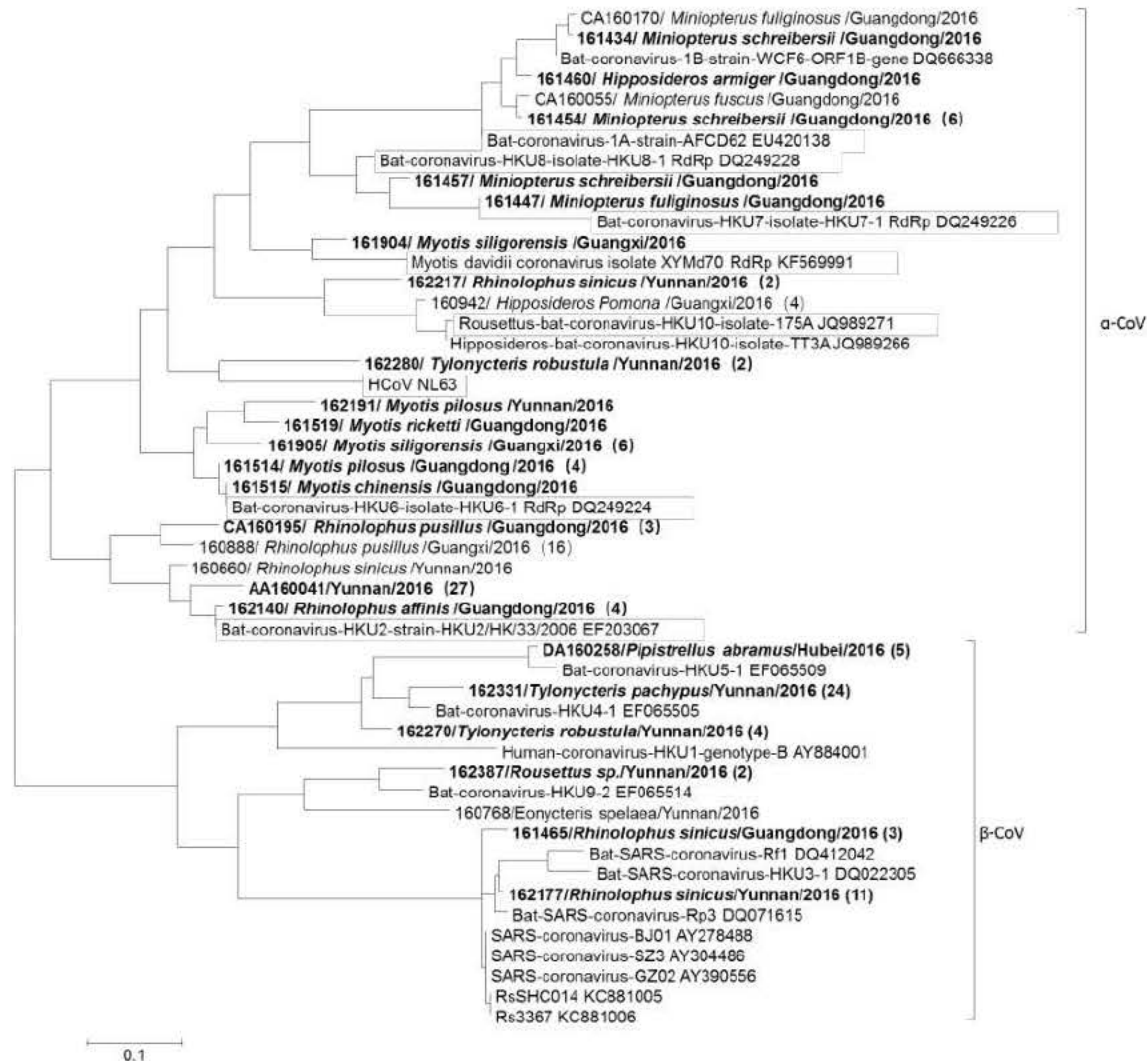 CA160170/ Miniopterus fuliginosus /Guangdong/2016
161434/ Miniopterus schreibersii /Guangdong/2016
Bat-coronavirus-1B-strain-WCF6-ORF1B-gene DQ666338
161460/ Hipposideros armiger /Guangdong/2016
CA160055/ Miniopterus fuscus /Guangdong/2016
161454/ Miniopterus schreibersii /Guangdong/2016 (6)
Bat-coronavirus-1A-strain-AFCD62 EU420138
Bat-coronavirus-HKU8-isolate-HKU8-1 RdRp DQ249228
161457/ Miniopterus schreibersii /Guangdong/2016
161447/ Miniopterus fuliginosus /Guangdong/2016
Bat-coronavirus-HKU7-isolate-HKU7-1 RdRp DQ249226
161904/ Myotis siligorensis /Guangxi/2016
Myotis davidii coronavirus isolate XYMd70 RdRp KF569991
162217/ Rhinolophus sinicus /Yunnan/2016 (2)
160942/ Hipposideros Pomona /Guangxi/2016 (4)
Rousettus-bat-coronavirus-HKU10-isolate-175A JQ989271
Hipposideros-bat-coronavirus-HKU10-isolate-TT3AJQ989266
α-CoV
162280/ Tylonycteris robustula /Yunnan/2016 (2)
HCoV NL63
162191/ Myotis pilosus /Yunnan/2016
161519/ Myotis ricketti /Guangdong/2016
161905/ Myotis siligorensis /Guangxi/2016 (6)
161514/ Myotis pilosus /Guangdong/2016 (4)
161515/ Myotis chinensis /Guangdong/2016
Bat-coronavirus-HKU6-isolate-HKU6-1 RdRp DQ249224
CA160195/ Rhinolophus pusillus /Guangdong/2016 (3)
160888/ Rhinolophus pusillus /Guangxi/2016 (16)
160660/ Rhinolophus sinicus /Yunnan/2016
AA160041/Yunnan/2016 (27)
162140/ Rhinolophus affinis /Guangdong/2016 (4)
Bat-coronavirus-HKU2-strain-HKU2/HK/33/2006 EF203067
DA160258/Pipistrellus abramus/Hubei/2016 (5)
Bat-coronavirus-HKU5-1 EF065509
162331/Tylonycteris pachypus/Yunnan/2016 (24)
Bat-coronavirus-HKU4-1 EF065505
162270/Tylonycteris robustula/Yunnan/2016 (4)
Human-coronavirus-HKU1-genotype-B AY884001
162387/Rousettus sp./Yunnan/2016 (2)
Bat-coronavirus-HKU9-2 EF065514
160768/Eonycteris spelaea/Yunnan/2016
161465/Rhinolophus sinicus/Guangdong/2016 (3)
β-CoV
Bat-SARS-coronavirus-Rf1 DQ412042
Bat-SARS-coronavirus-HKU3-1 DQ022305
162177/Rhinolophus sinicus/Yunnan/2016 (11)
Bat-SARS-coronavirus-Rp3 DQ071615
SARS-coronavirus-BJ01 AY278488
SARS-coronavirus-SZ3 AY304486
SARS-coronavirus-GZ02 AY390556
RsSHC014 KC881005
Rs3367 KC881006
0.1